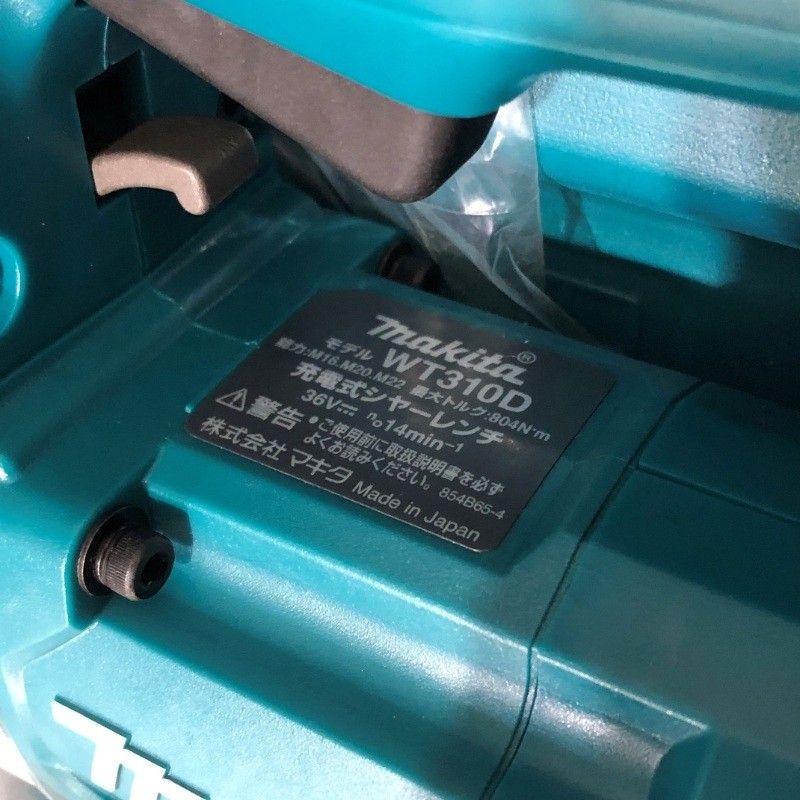 makita®
モデル WT310D
能力:M16.M20.M22 最大トルク:804N·m
充電式シャーレンチ
36V⎓ n₀14min-1
⚠警告 •ご使用前に取扱説明書を必ず
よくお読みください。 854B65-4
株式会社 マキタ Made in Japan